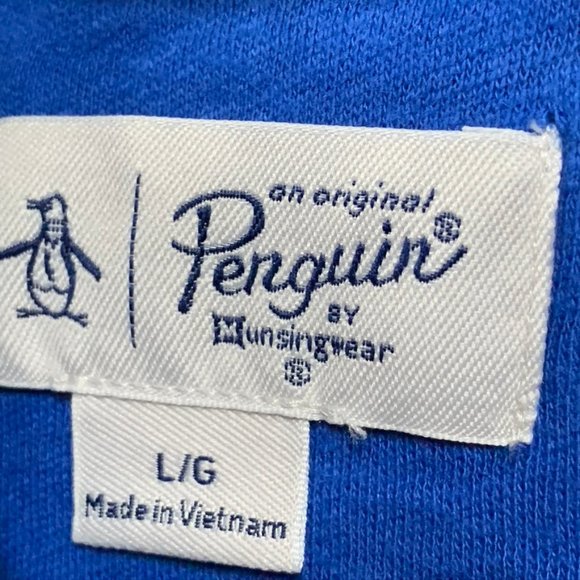 an original
Penguin®
BY
Munsingwear
®
L/G
Made in Vietnam